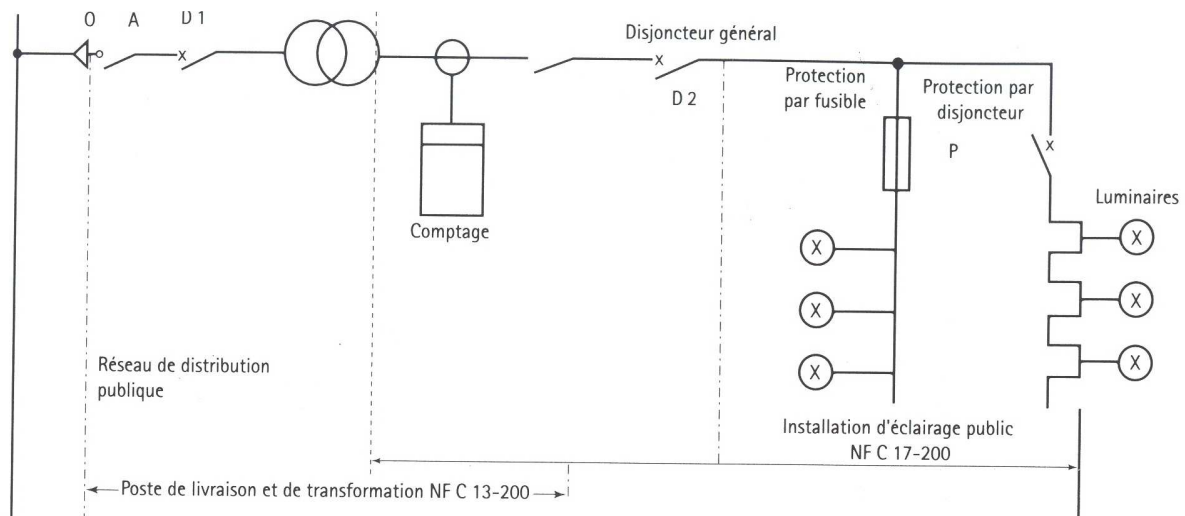 O A D 1
Disjoncteur général
D 2
Protection
par fusible
Protection par
disjoncteur
P
Luminaires
Comptage
Réseau de distribution
publique
Installation d'éclairage public
NF C 17-200
Poste de livraison et de transformation NF C 13-200